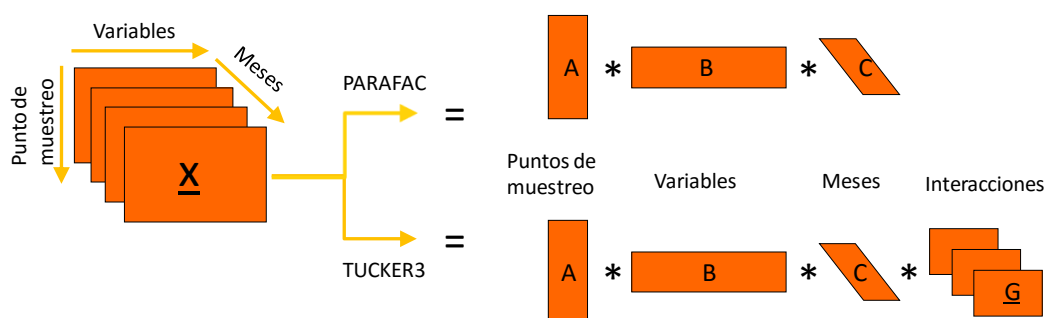 Variables
Meses
Punto de
muestreo
X
PARAFAC
=
A * B * C
Puntos de
muestreo
Variables
Meses
Interacciones
TUCKER3
=
A * B * C * G